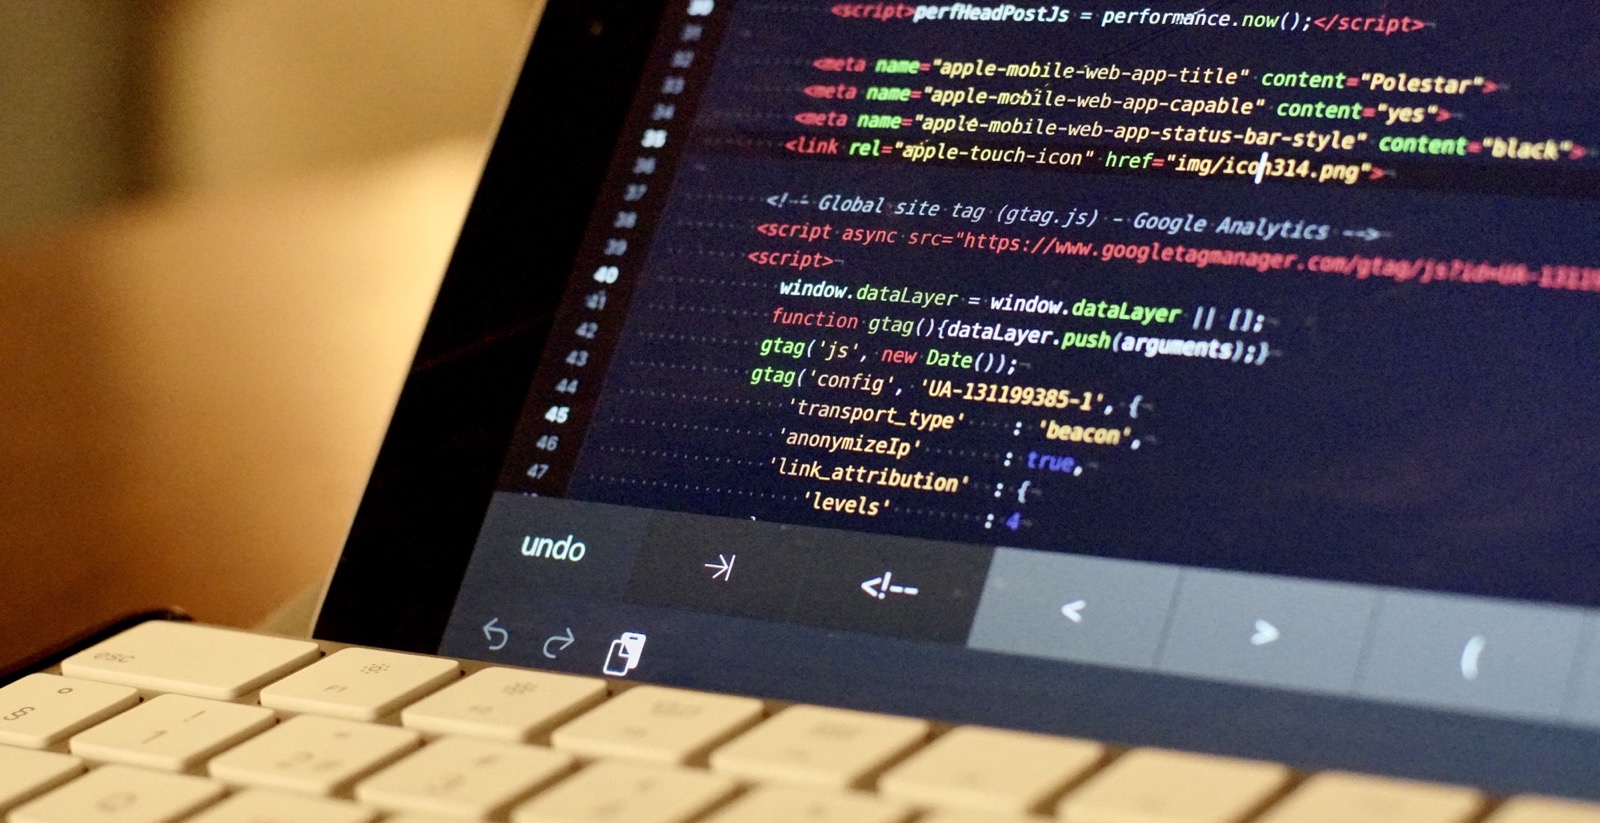 30 <script>perfHeadPostJs = performance.now();</script>
31
32 <meta name="apple-mobile-web-app-title" content="Polestar">
33 <meta name="apple-mobile-web-app-capable" content="yes">
34 <meta name="apple-mobile-web-app-status-bar-style" content="black">
35 <link rel="apple-touch-icon" href="img/icon314.png">
36
37 <!-- Global site tag (gtag.js) - Google Analytics -->
38 <script async src="https://www.googletagmanager.com/gtag/js?id=UA-13119
39 <script>
40 window.dataLayer = window.dataLayer || [];
41 function gtag(){dataLayer.push(arguments);}
42 gtag('js', new Date());
43 gtag('config', 'UA-131199385-1', {
44 'transport_type' : 'beacon',
45 'anonymizeIp' : true,
46 'link_attribution' : {
47 'levels' : 4
undo →| <!-- < > (
esc F1
§ 1 2